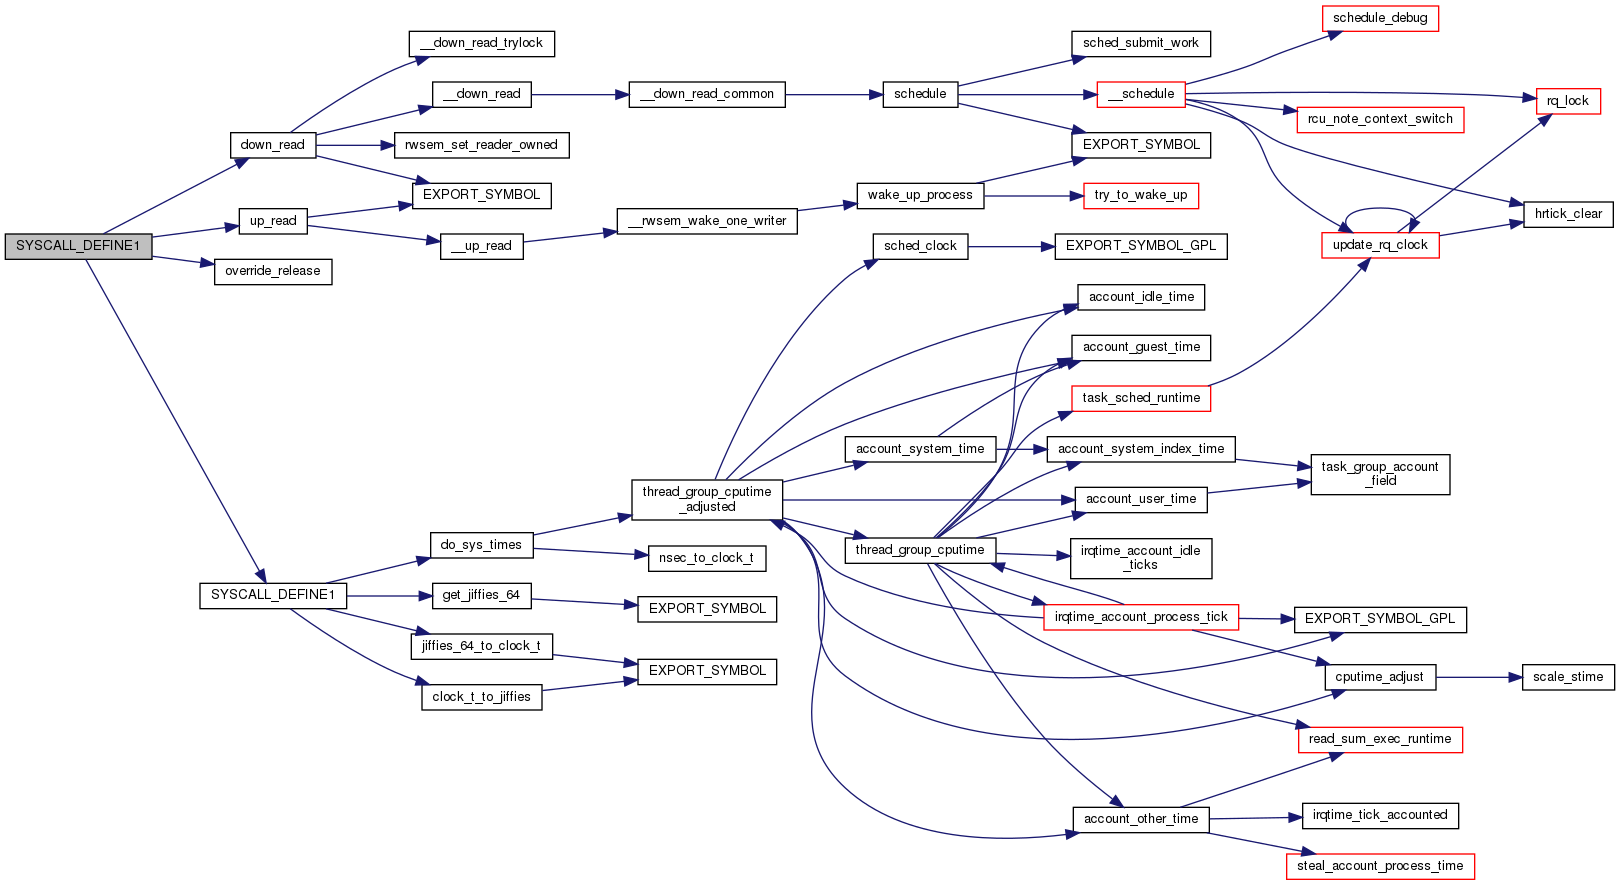 schedule_debug
__down_read_trylock
sched_submit_work
__down_read
__down_read_common
schedule
__schedule
rq_lock
rcu_note_context_switch
down_read
rwsem_set_reader_owned
EXPORT_SYMBOL
EXPORT_SYMBOL
wake_up_process
try_to_wake_up
up_read
__rwsem_wake_one_writer
hrtick_clear
SYSCALL_DEFINE1
__up_read
sched_clock
EXPORT_SYMBOL_GPL
update_rq_clock
override_release
account_idle_time
account_guest_time
task_sched_runtime
account_system_time
account_system_index_time
task_group_account
_field
thread_group_cputime
_adjusted
account_user_time
do_sys_times
nsec_to_clock_t
thread_group_cputime
irqtime_account_idle
_ticks
SYSCALL_DEFINE1
get_jiffies_64
EXPORT_SYMBOL
irqtime_account_process_tick
EXPORT_SYMBOL_GPL
jiffies_64_to_clock_t
EXPORT_SYMBOL
cputime_adjust
scale_stime
clock_t_to_jiffies
read_sum_exec_runtime
account_other_time
irqtime_tick_accounted
steal_account_process_time